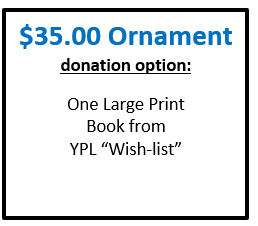 $35.00 Ornament
donation option:
One Large Print
Book from
YPL “Wish-list”